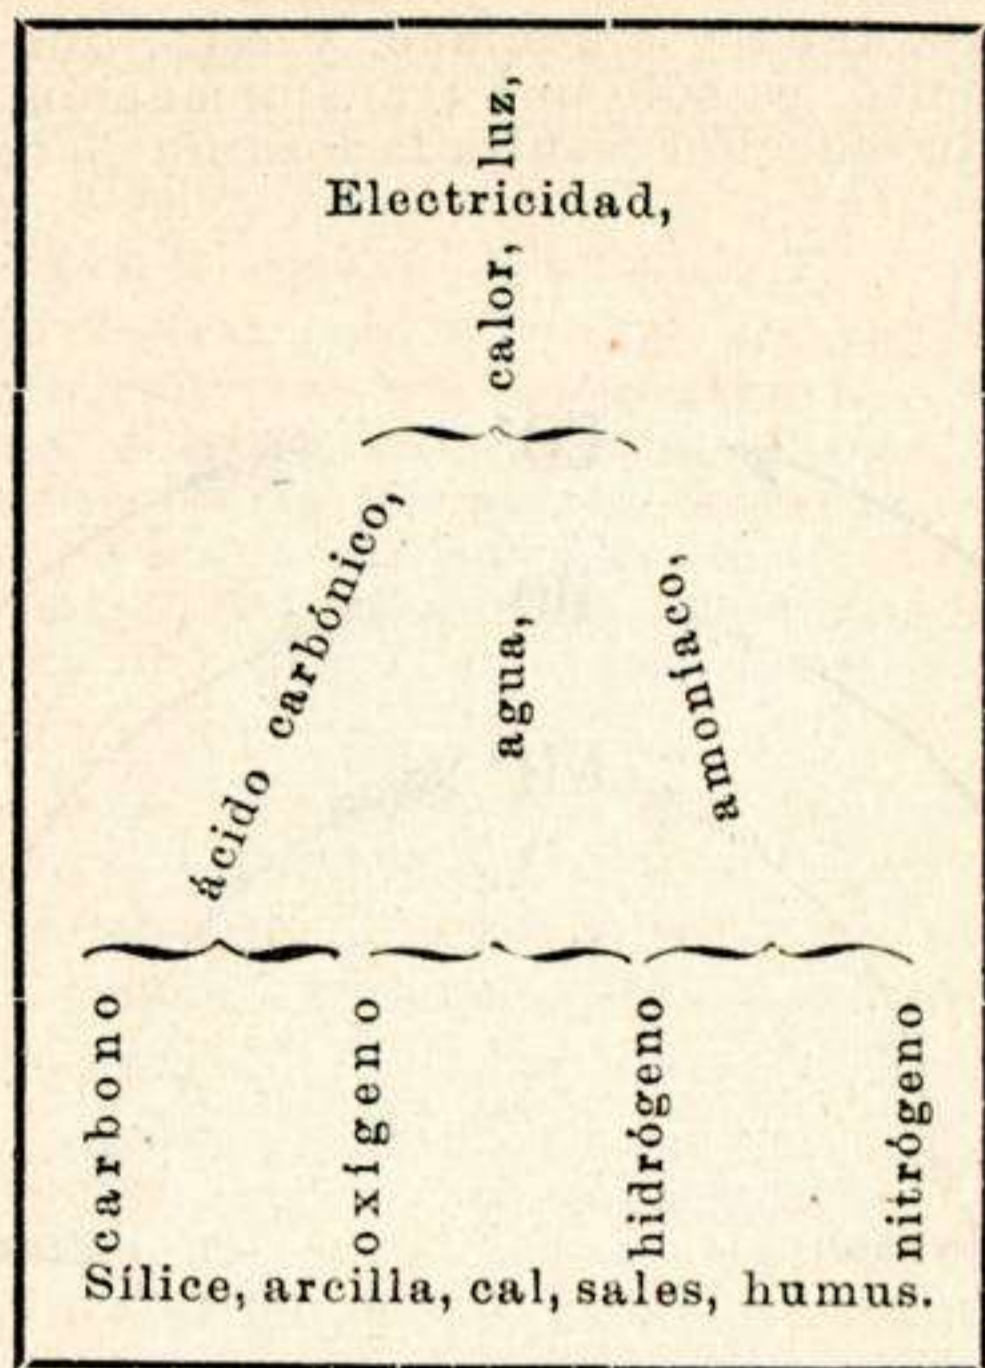 luz,
Electricidad,
calor,
ácido carbónico,
agua,
amoníaco,
carbono
oxígeno
hidrógeno
nitrógeno
Sílice, arcilla, cal, sales, humus.